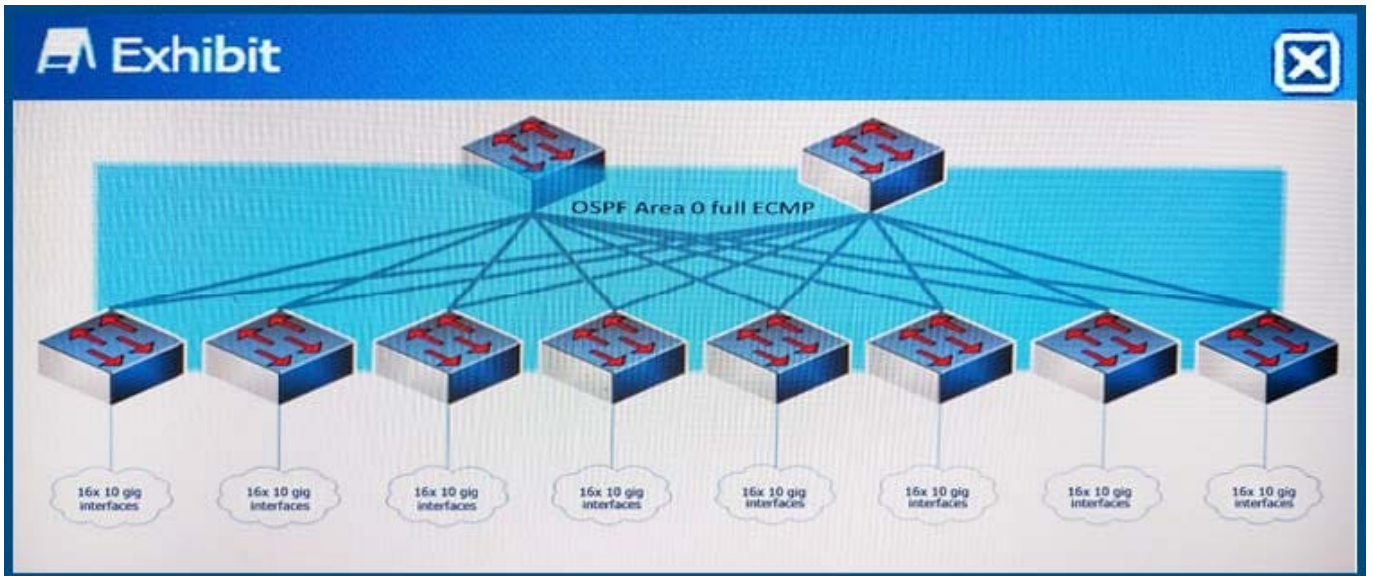 Exhibit
OSPF Area 0 full ECMP
16x 10 gig
interfaces
16x 10 gig
interfaces
16x 10 gig
interfaces
16x 10 gig
interfaces
16x 10 gig
interfaces
16x 10 gig
interfaces
16x 10 gig
interfaces
16x 10 gig
interfaces